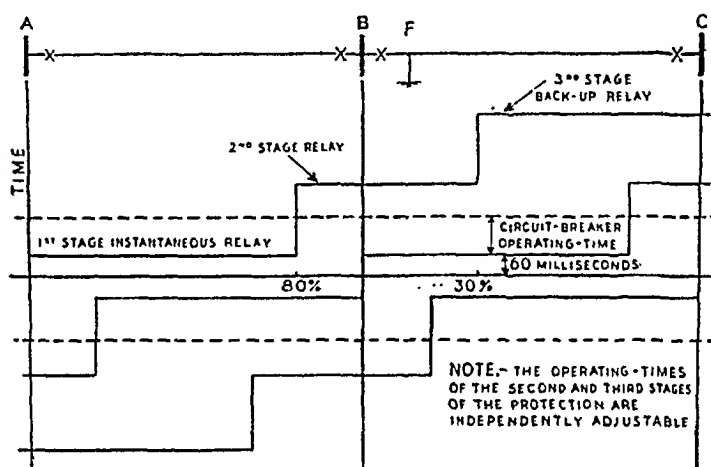 A
B
F
C
X
X
X
X
3RD STAGE
BACK-UP RELAY
2ND STAGE RELAY
TIME
1ST STAGE INSTANTANEOUS RELAY
CIRCUIT-BREAKER
OPERATING-TIME
60 MILLISECONDS
80%
30%
NOTE.- THE OPERATING-TIMES
OF THE SECOND AND THIRD STAGES
OF THE PROTECTION ARE
INDEPENDENTLY ADJUSTABLE